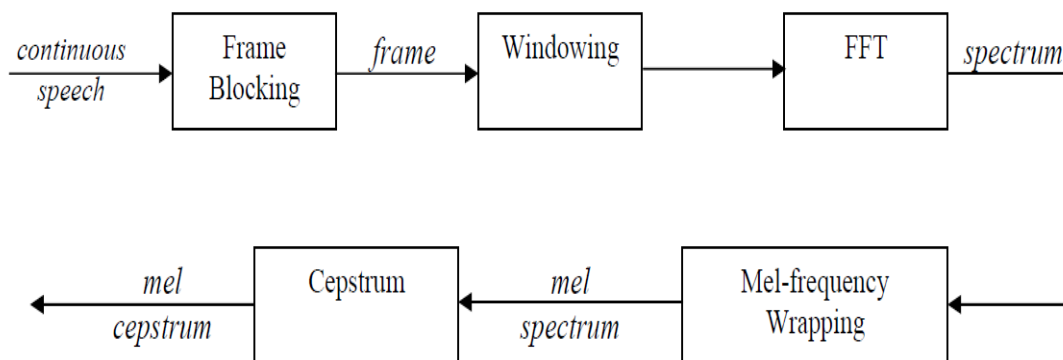 continuous
speech
Frame
Blocking
frame
Windowing
FFT
spectrum
mel
cepstrum
Cepstrum
mel
spectrum
Mel-frequency
Wrapping